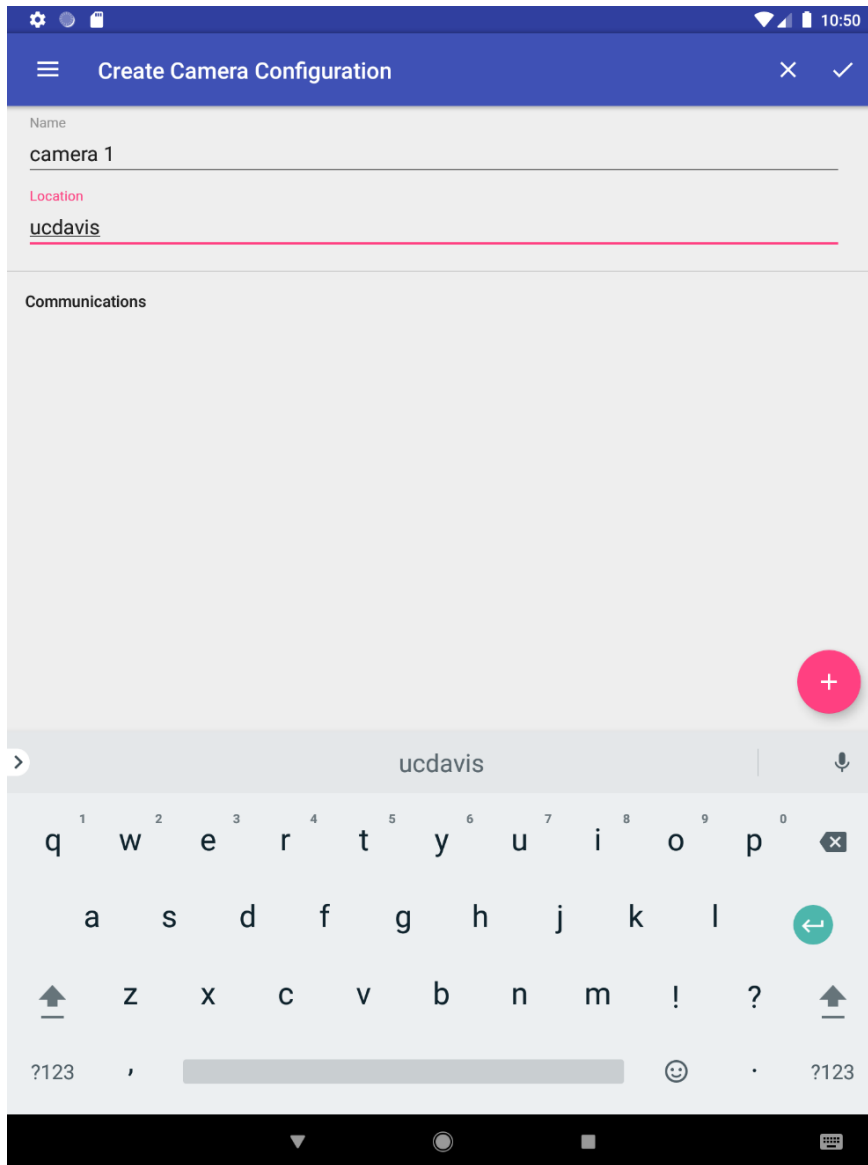 10:50
Create Camera Configuration
Name
camera 1
Location
ucdavis
Communications
ucdavis
q 1 w 2 e 3 r 4 t 5 y 6 u 7 i 8 o 9 p 0
a s d f g h j k l
z x c v b n m ! ?
?123 , . ?123